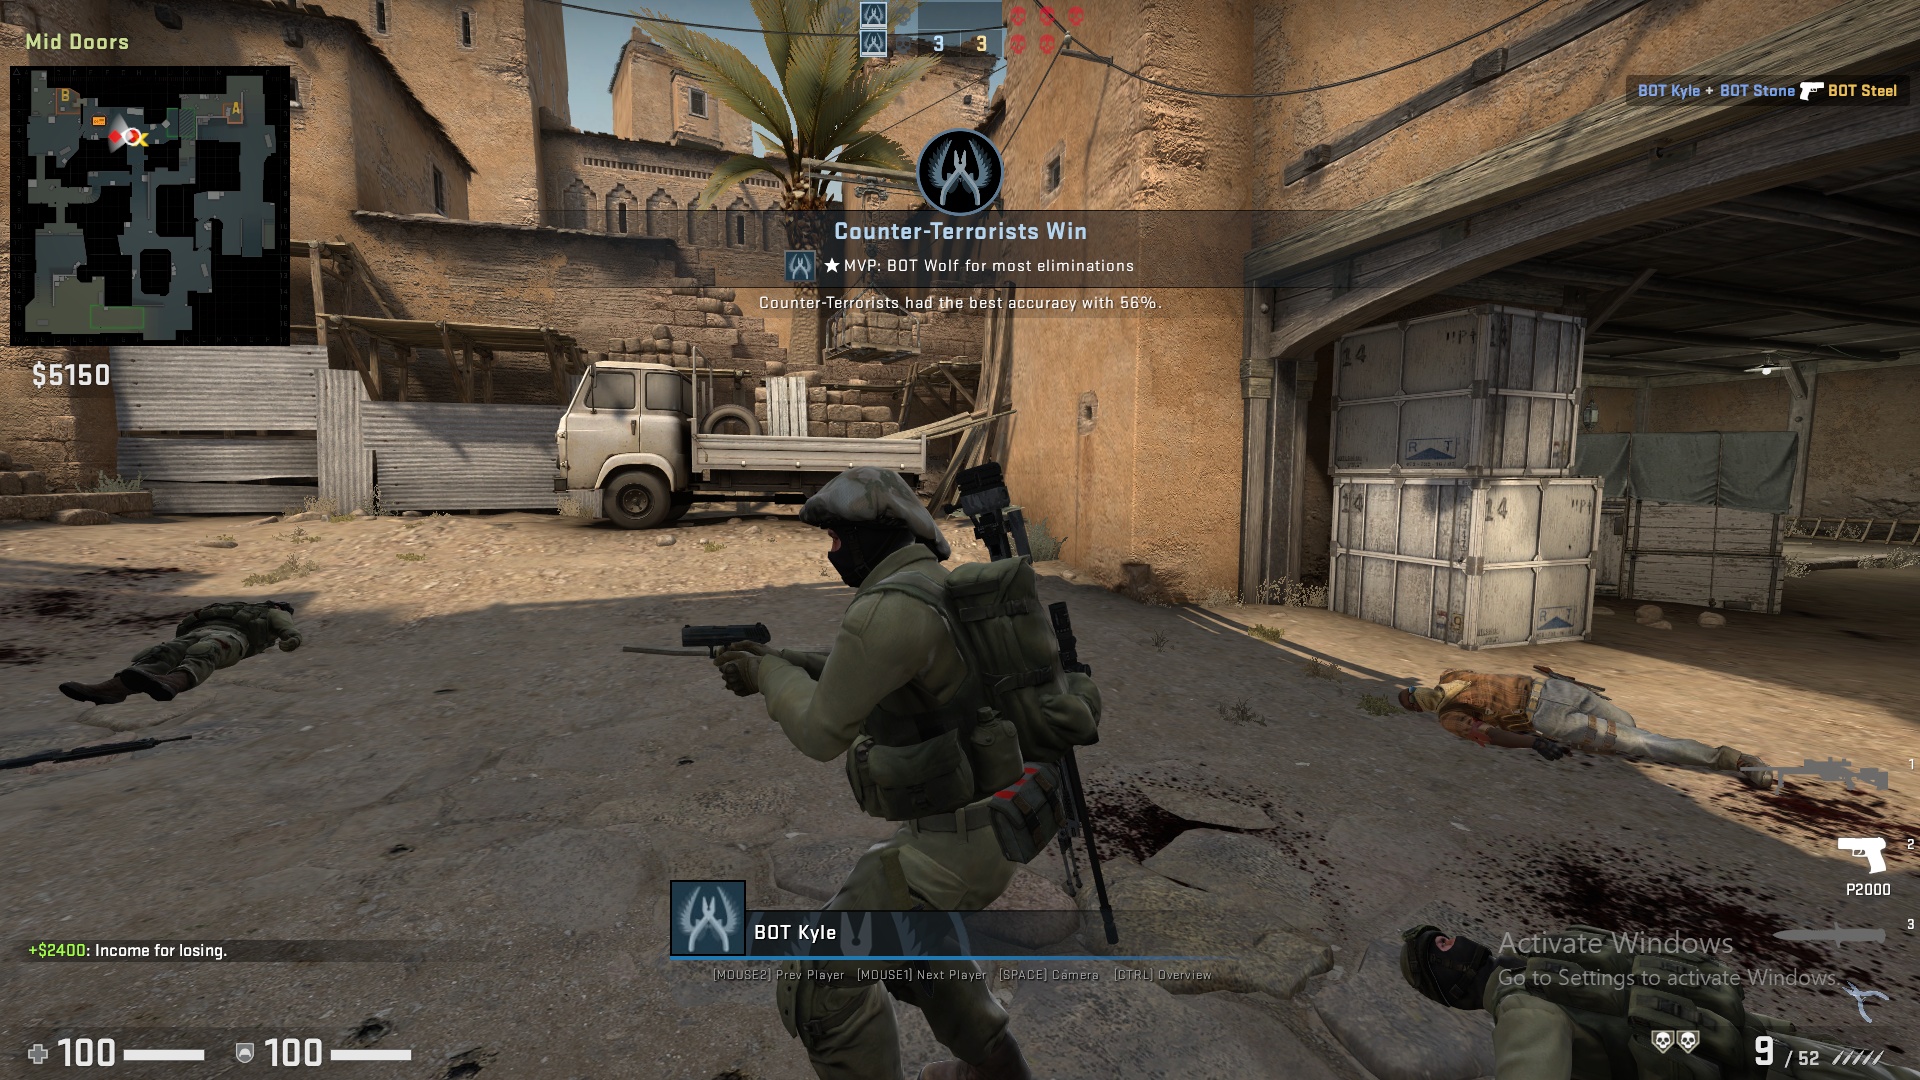 Mid Doors
3 3
B
A
BOT Kyle + BOT Stone BOT Steel
Counter-Terrorists Win
★ MVP: BOT Wolf for most eliminations
Counter-Terrorists had the best accuracy with 56%.
$5150
14
14
14
R T
1
2
P2000
3
BOT Kyle
+$2400: Income for losing.
[MOUSE2] Prev Player [MOUSE1] Next Player [SPACE] Camera [CTRL] Overview
Activate Windows
Go to Settings to activate Windows.
100 100
9 / 52